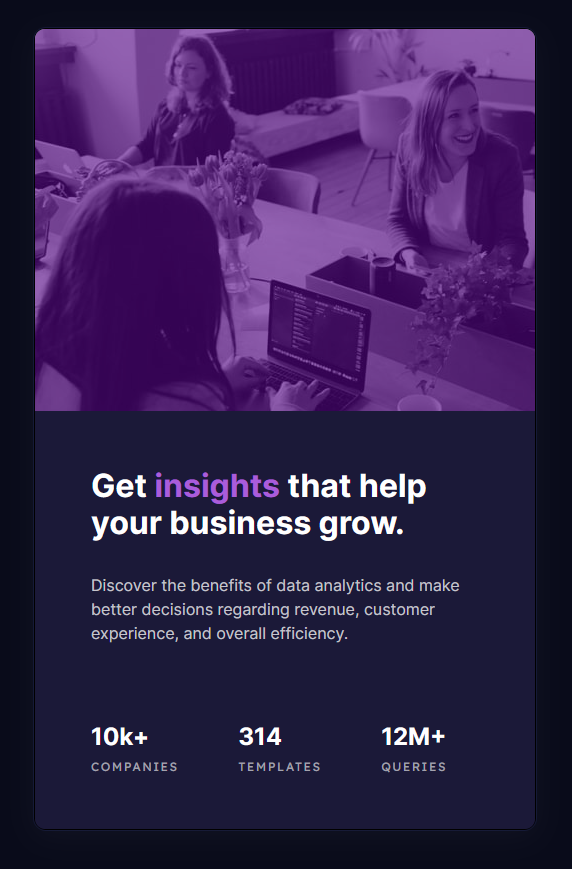 Get insights that help
your business grow.
Discover the benefits of data analytics and make
better decisions regarding revenue, customer
experience, and overall efficiency.
10k+ 314 12M+
COMPANIES TEMPLATES QUERIES